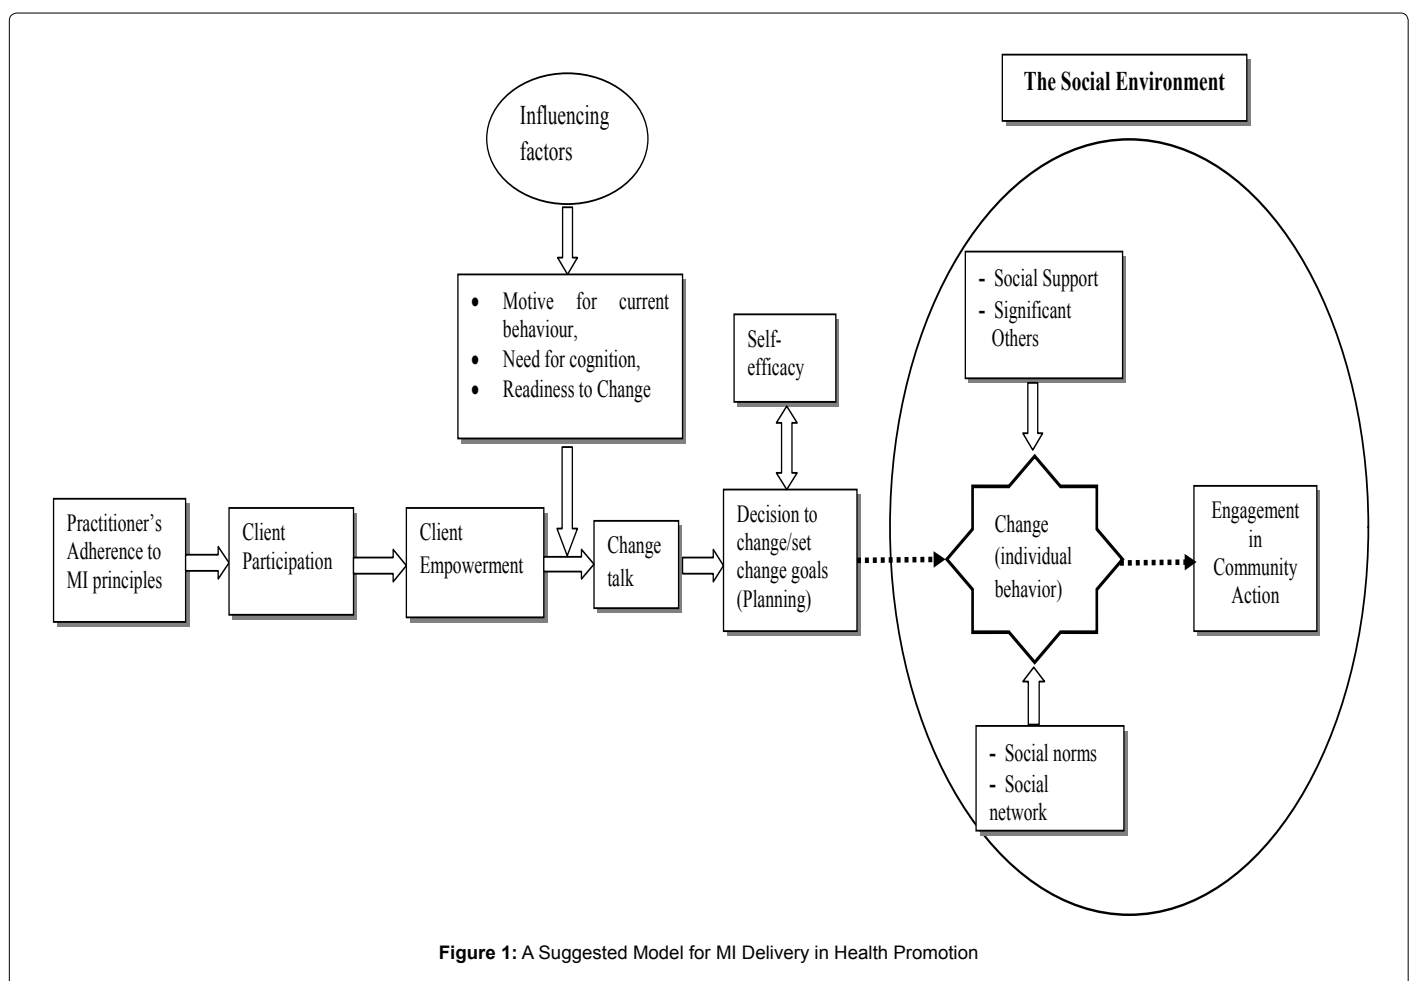 The Social Environment
Influencing
factors
• Motive for current
behaviour,
• Need for cognition,
• Readiness to Change
Self-
efficacy
- Social Support
- Significant
Others
Practitioner’s
Adherence to
MI principles
Client
Participation
Client
Empowerment
Change
talk
Decision to
change/set
change goals
(Planning)
Change
(individual
behavior)
Engagement
in
Community
Action
- Social norms
- Social
network
Figure 1: A Suggested Model for MI Delivery in Health Promotion